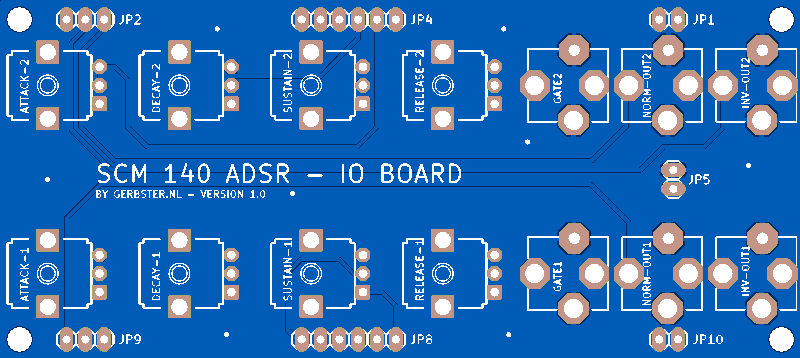 JP2
JP4
JP1
ATTACK-2
DECAY-2
SUSTAIN-2
RELEASE-2
GATE2
NORM-OUT2
INV-OUT2
SCM 140 ADSR - IO BOARD
BY GERBSTER.NL - VERSION 1.0
JP5
ATTACK-1
DECAY-1
SUSTAIN-1
RELEASE-1
GATE1
NORM-OUT1
INV-OUT1
JP9
JP8
JP10